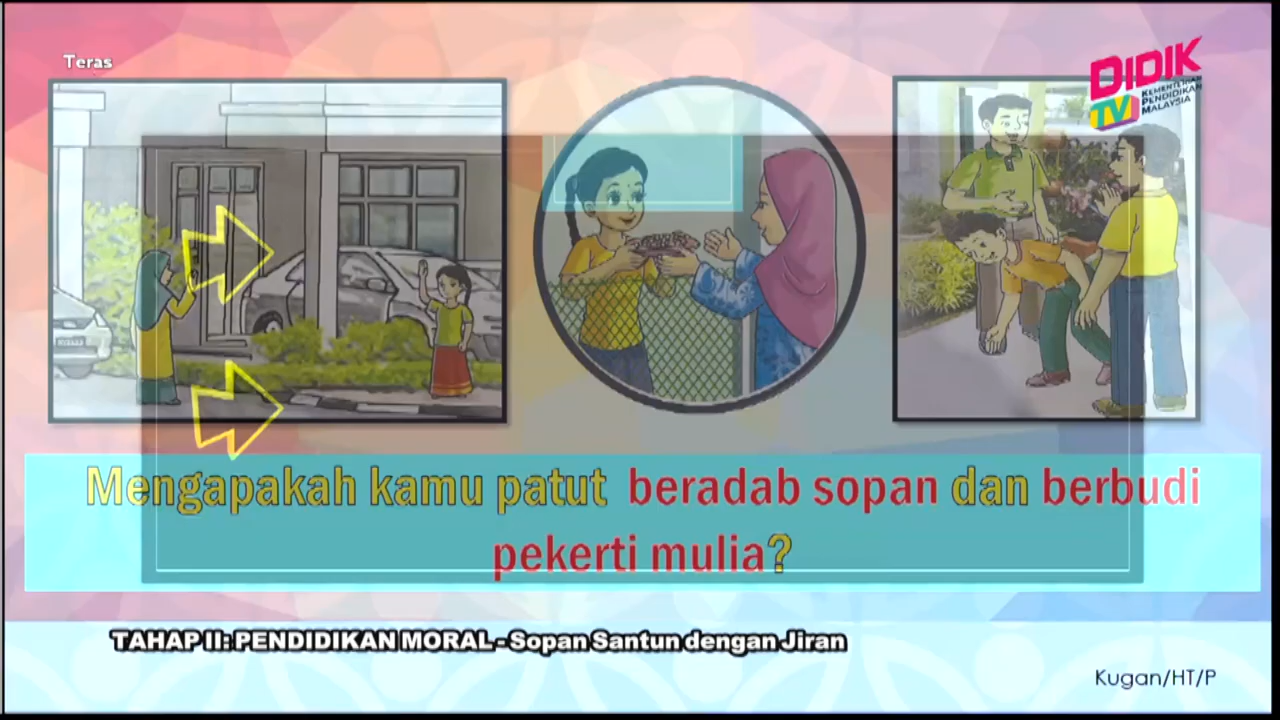 Teras
DIDIK
TV
KEMENTERIAN
PENDIDIKAN
MALAYSIA
Mengapakah kamu patut beradab sopan dan berbudi
pekerti mulia?
TAHAP II: PENDIDIKAN MORAL - Sopan Santun dengan Jiran
Kugan/HT/P